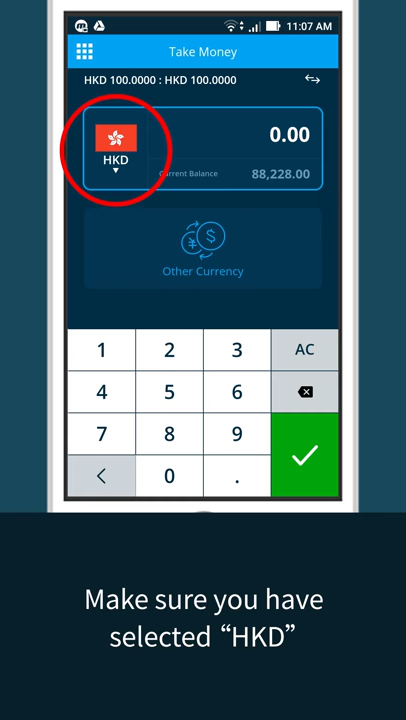 11:07 AM
Take Money
HKD 100.0000 : HKD 100.0000
HKD
0.00
Current Balance
88,228.00
Other Currency
1 2 3 AC
4 5 6
7 8 9
0 .
Make sure you have
selected “HKD”